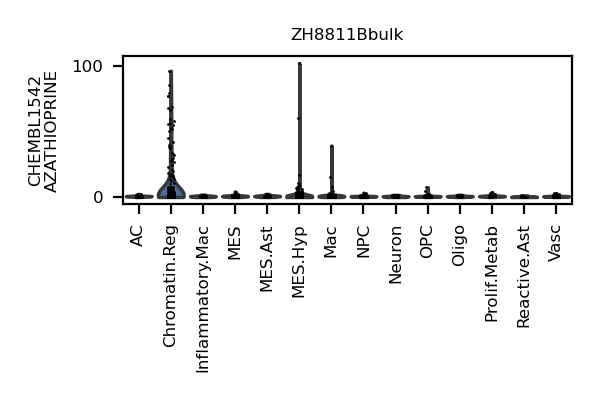 ZH8811Bbulk
CHEMBL1542
AZATHIOPRINE
100
0
AC
Chromatin.Reg
Inflammatory.Mac
MES
MES.Ast
MES.Hyp
Mac
NPC
Neuron
OPC
Oligo
Prolif.Metab
Reactive.Ast
Vasc